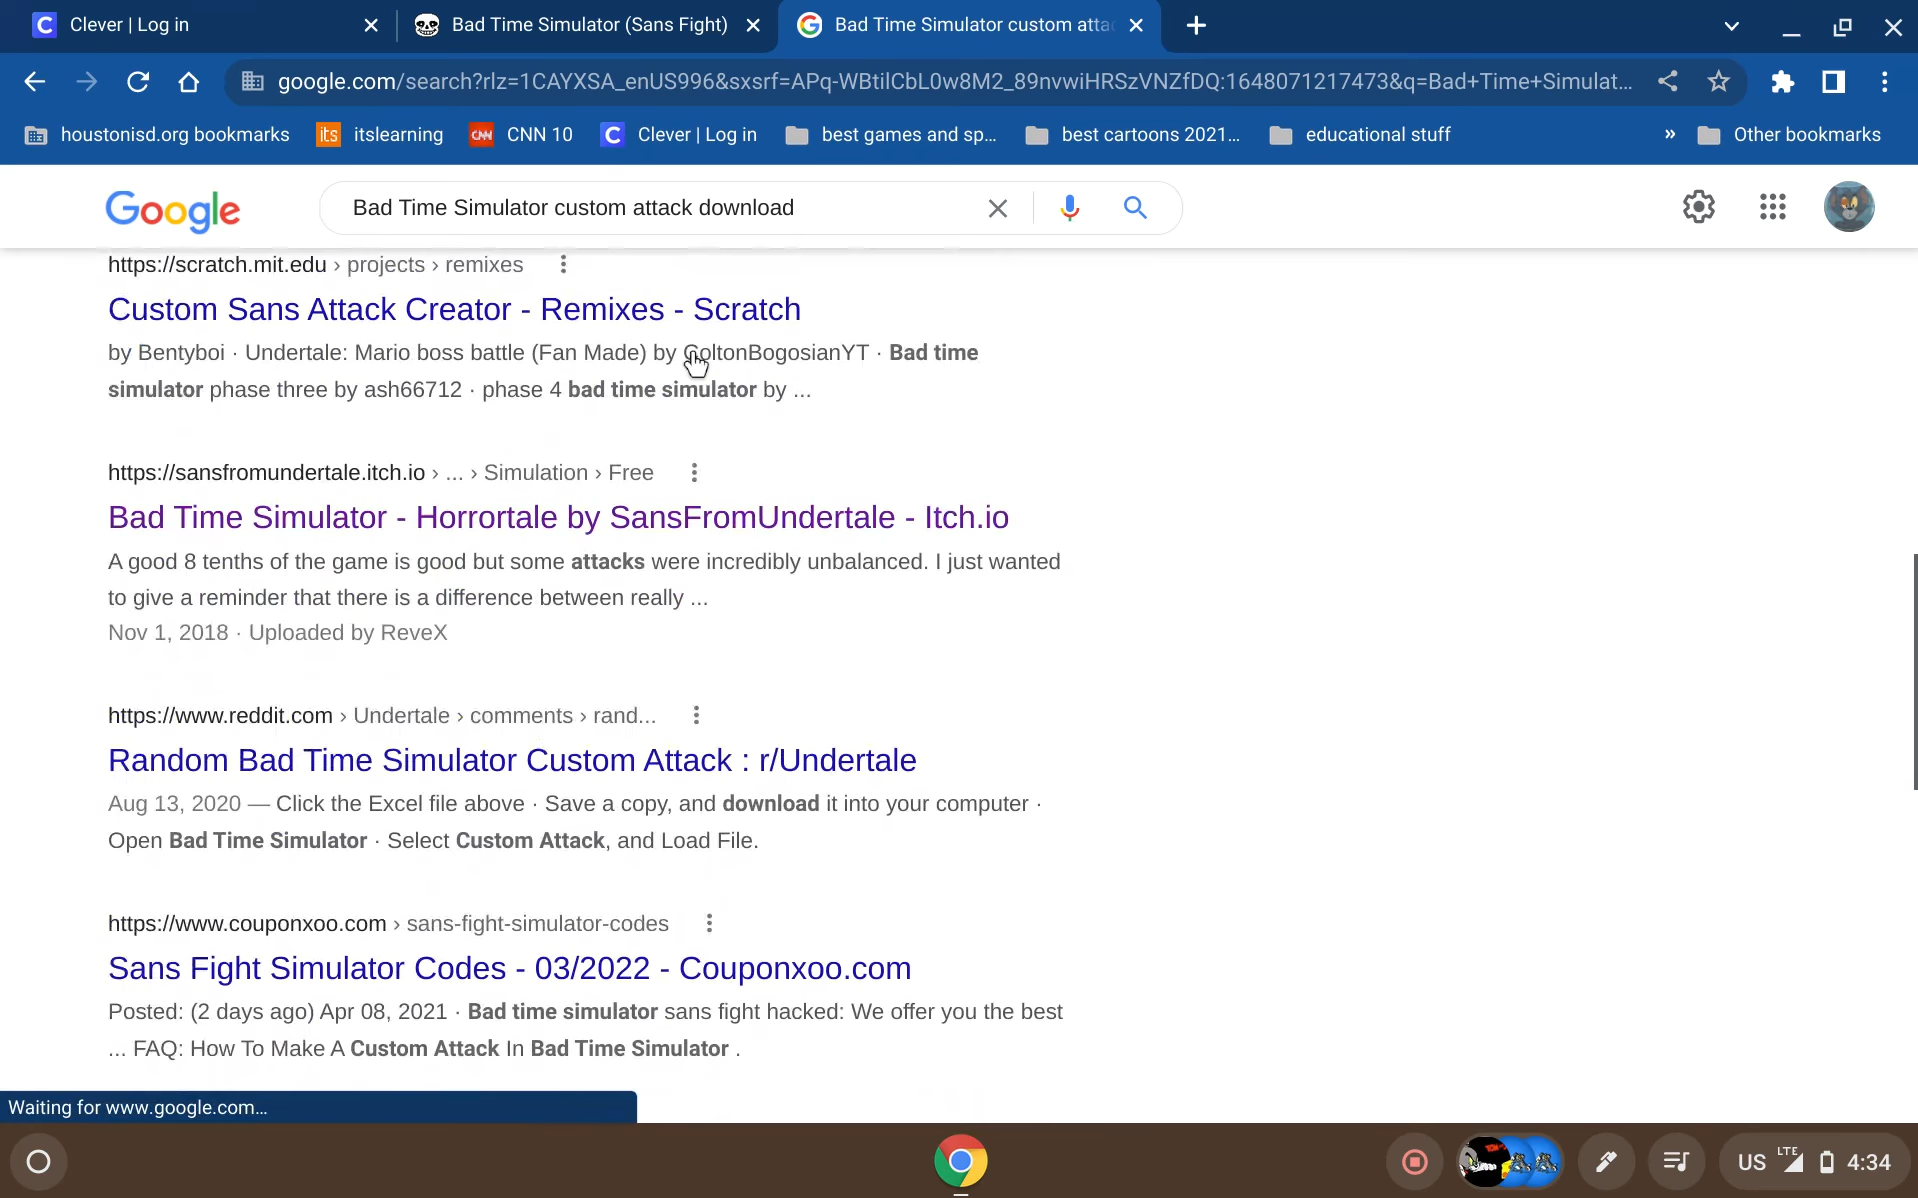 Clever | Log in
Bad Time Simulator (Sans Fight)
Bad Time Simulator custom atta
google.com/search?rlz=1CAYXSA_enUS996&sxsrf=APq-WBtilCbL0w8M2_89nvwiHRSzVNZfDQ:1648071217473&q=Bad+Time+Simulat...
houstonisd.org bookmarks
its itslearning
CNN CNN 10
C Clever | Log in
best games and sp...
best cartoons 2021...
educational stuff
» Other bookmarks
Google
Bad Time Simulator custom attack download
https://scratch.mit.edu › projects › remixes
Custom Sans Attack Creator - Remixes - Scratch
by Bentyboi · Undertale: Mario boss battle (Fan Made) by ColtonBogosianYT · Bad time
simulator phase three by ash66712 · phase 4 bad time simulator by ...
https://sansfromundertale.itch.io › ... › Simulation › Free
Bad Time Simulator - Horrortale by SansFromUndertale - Itch.io
A good 8 tenths of the game is good but some attacks were incredibly unbalanced. I just wanted
to give a reminder that there is a difference between really ...
Nov 1, 2018 · Uploaded by ReveX
https://www.reddit.com › Undertale › comments › rand...
Random Bad Time Simulator Custom Attack : r/Undertale
Aug 13, 2020 — Click the Excel file above · Save a copy, and download it into your computer ·
Open Bad Time Simulator · Select Custom Attack, and Load File.
https://www.couponxoo.com › sans-fight-simulator-codes
Sans Fight Simulator Codes - 03/2022 - Couponxoo.com
Posted: (2 days ago) Apr 08, 2021 · Bad time simulator sans fight hacked: We offer you the best
... FAQ: How To Make A Custom Attack In Bad Time Simulator .
Waiting for www.google.com...
US LTE 4:34